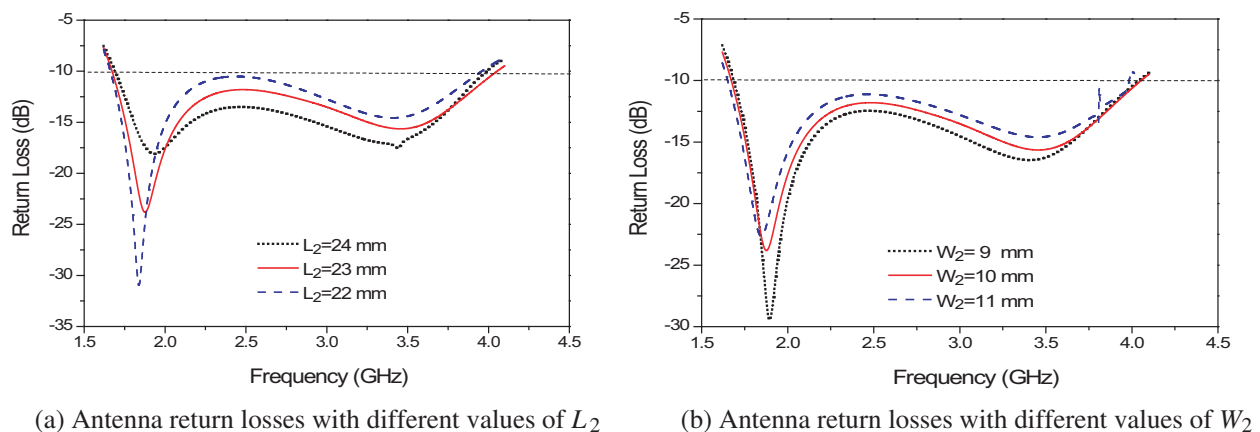 -5
-10
-15
-20
-25
-30
-35
Return Loss (dB)
L2=24 mm
L2=23 mm
L2=22 mm
1.5 2.0 2.5 3.0 3.5 4.0 4.5
Frequency (GHz)
(a) Antenna return losses with different values of L2
-5
-10
-15
-20
-25
-30
Return Loss (dB)
W2= 9 mm
W2=10 mm
W2=11 mm
1.5 2.0 2.5 3.0 3.5 4.0 4.5
Frequency (GHz)
(b) Antenna return losses with different values of W2